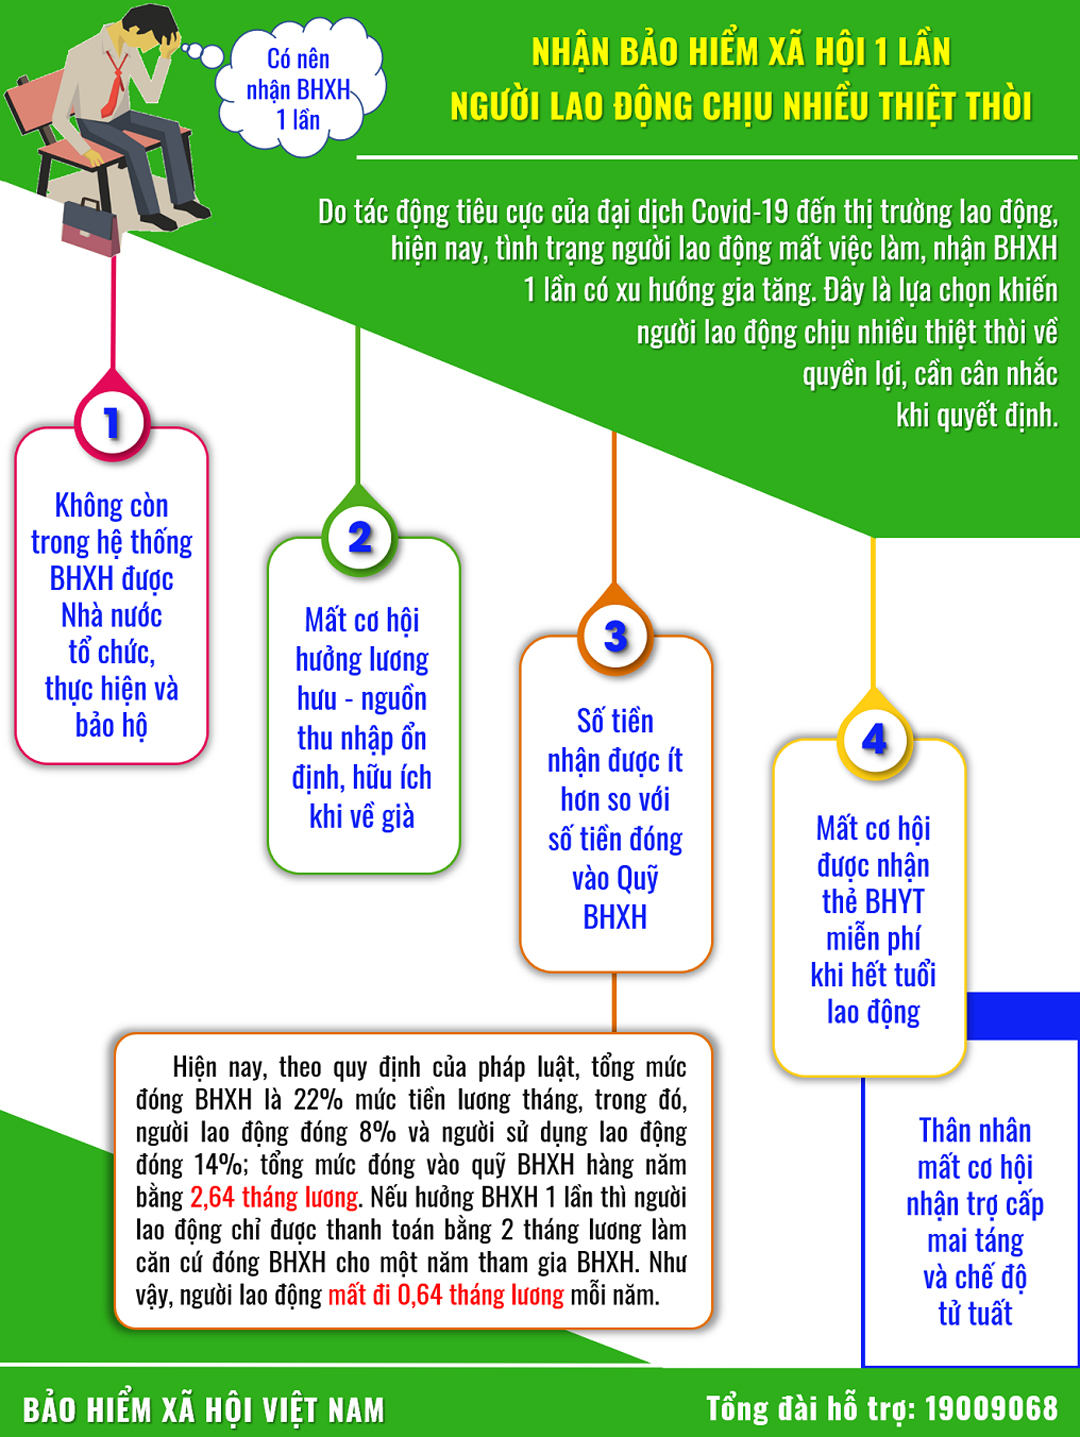 Có nên
nhận BHXH
1 lần
NHẬN BẢO HIỂM XÃ HỘI 1 LẦN
NGƯỜI LAO ĐỘNG CHỊU NHIỀU THIỆT THÒI
Do tác động tiêu cực của đại dịch Covid-19 đến thị trường lao động,
hiện nay, tình trạng người lao động mất việc làm, nhận BHXH
1 lần có xu hướng gia tăng. Đây là lựa chọn khiến
người lao động chịu nhiều thiệt thòi về
quyền lợi, cần cân nhắc
khi quyết định.
1
Không còn
trong hệ thống
BHXH được
Nhà nước
tổ chức,
thực hiện và
bảo hộ
2
Mất cơ hội
hưởng lương
hưu - nguồn
thu nhập ổn
định, hữu ích
khi về già
3
Số tiền
nhận được ít
hơn so với
số tiền đóng
vào Quỹ
BHXH
Hiện nay, theo quy định của pháp luật, tổng mức
đóng BHXH là 22% mức tiền lương tháng, trong đó,
người lao động đóng 8% và người sử dụng lao động
đóng 14%; tổng mức đóng vào quỹ BHXH hàng năm
bằng 2,64 tháng lương. Nếu hưởng BHXH 1 lần thì người
lao động chỉ được thanh toán bằng 2 tháng lương làm
căn cứ đóng BHXH cho một năm tham gia BHXH. Như
vậy, người lao động mất đi 0,64 tháng lương mỗi năm.
4
Mất cơ hội
được nhận
thẻ BHYT
miễn phí
khi hết tuổi
lao động
Thân nhân
mất cơ hội
nhận trợ cấp
mai táng
và chế độ
tử tuất
BẢO HIỂM XÃ HỘI VIỆT NAM
Tổng đài hỗ trợ: 19009068